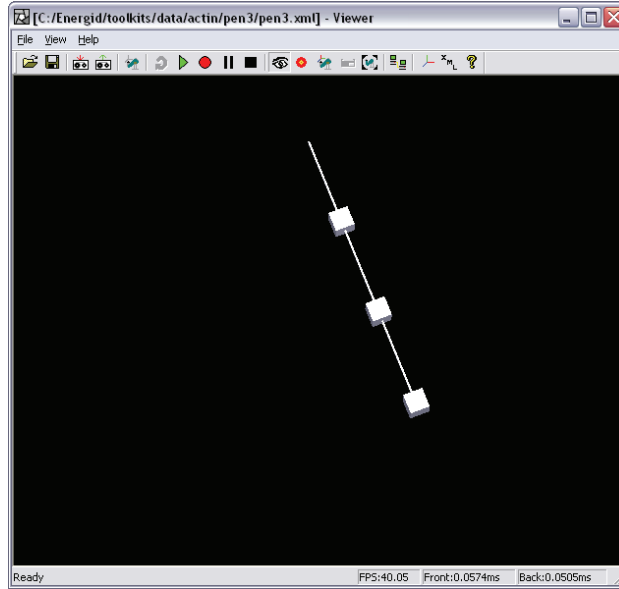 [C:/Energid/toolkits/data/actin/pen3/pen3.xml] - Viewer
File View Help
XML ?
Ready FPS:40.05 Front:0.0574ms Back:0.0505ms